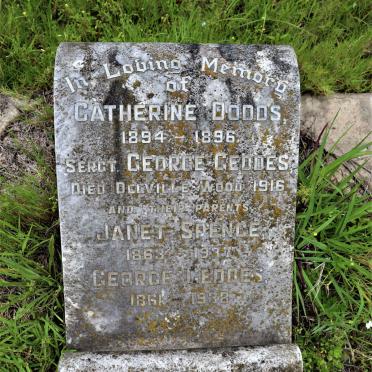 In Loving Memory
of
CATHERINE DODDS
1894 - 1896
SERGT. GEORGE GEDDES
DIED DELVILLE WOOD 1916
AND THEIR PARENTS
JANET SPENCE
GEORGE GEDDES